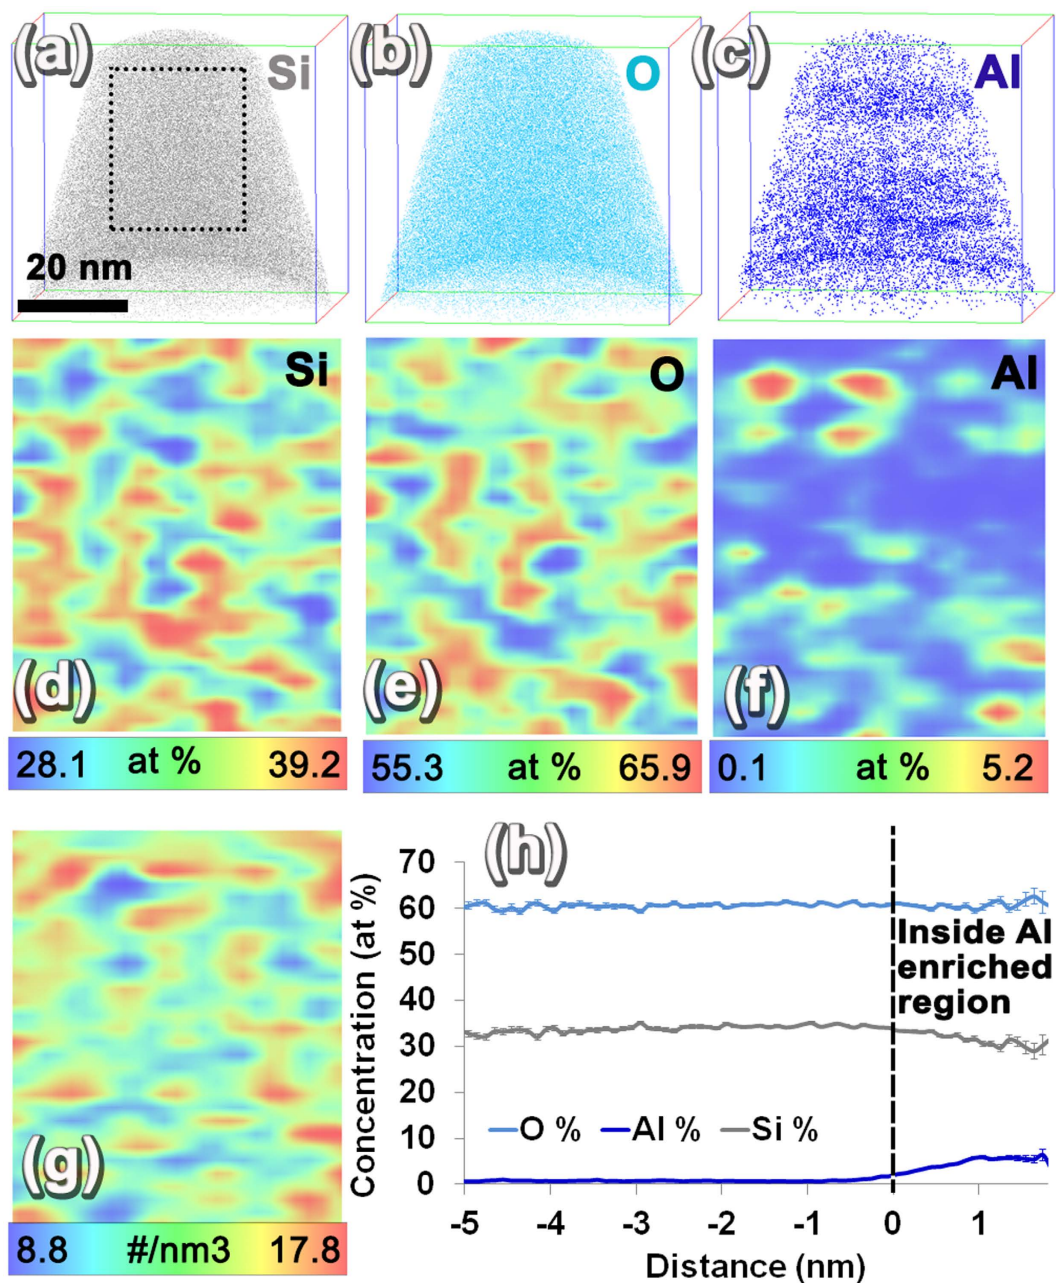 (a)
Si
(b)
O
(c)
Al
20 nm
Si
O
Al
(d)
(e)
(f)
28.1 at % 39.2
55.3 at % 65.9
0.1 at % 5.2
(g)
8.8 #/nm3 17.8
(h)
Concentration (at %)
70
60
50
40
30
20
10
0
Inside Al
enriched
region
O % Al % Si %
-5 -4 -3 -2 -1 0 1
Distance (nm)